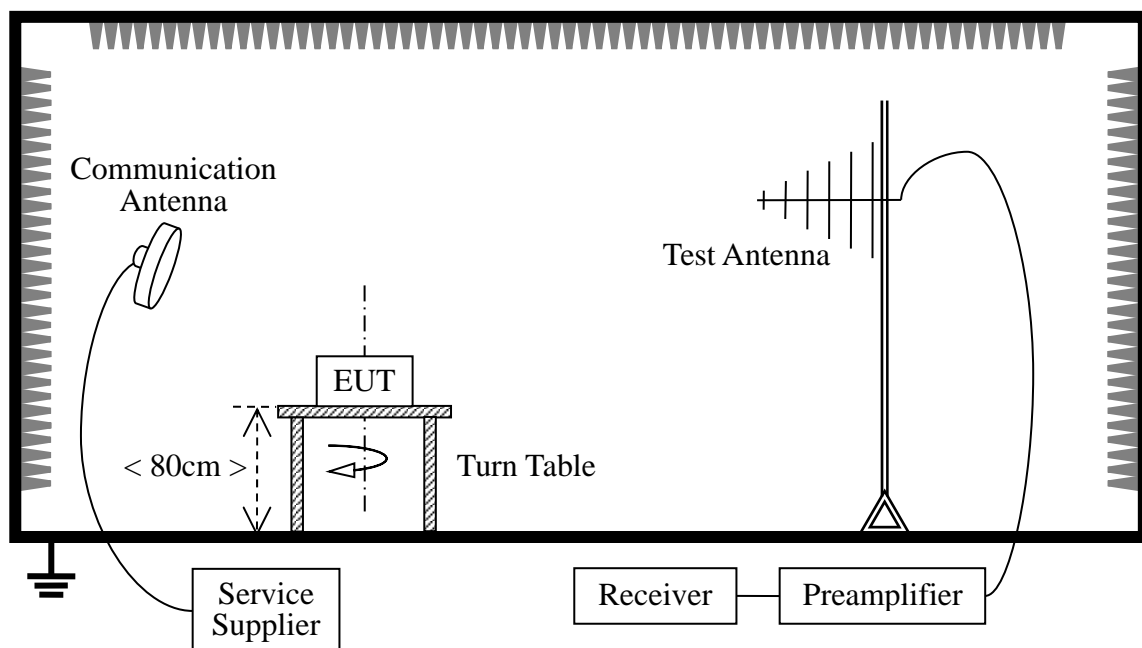 Communication
Antenna
Test Antenna
EUT
< 80cm >
Turn Table
Service
Supplier
Receiver
Preamplifier